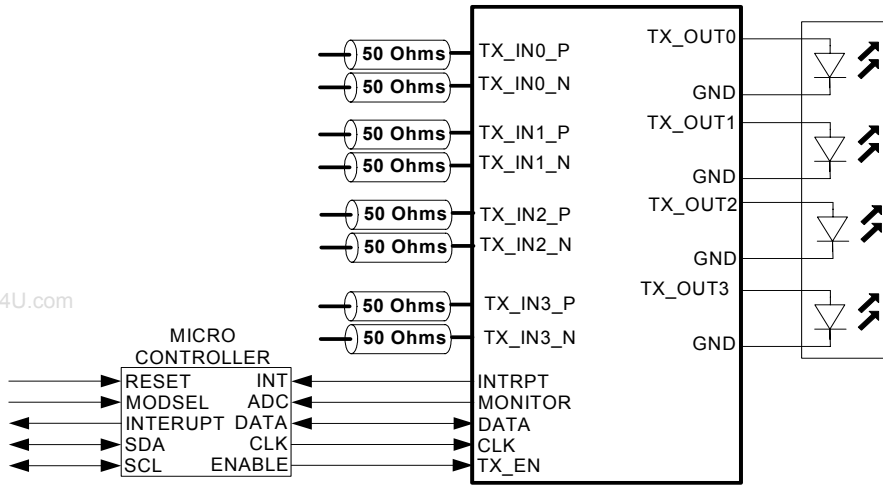 50 Ohms TX_IN0_P
50 Ohms TX_IN0_N
50 Ohms TX_IN1_P
50 Ohms TX_IN1_N
50 Ohms TX_IN2_P
50 Ohms TX_IN2_N
50 Ohms TX_IN3_P
50 Ohms TX_IN3_N
TX_OUT0
GND
TX_OUT1
GND
TX_OUT2
GND
TX_OUT3
GND
4U.com
MICRO
CONTROLLER
RESET INT
MODSEL ADC
INTERUPT DATA
SDA CLK
SCL ENABLE
INTRPT
MONITOR
DATA
CLK
TX_EN